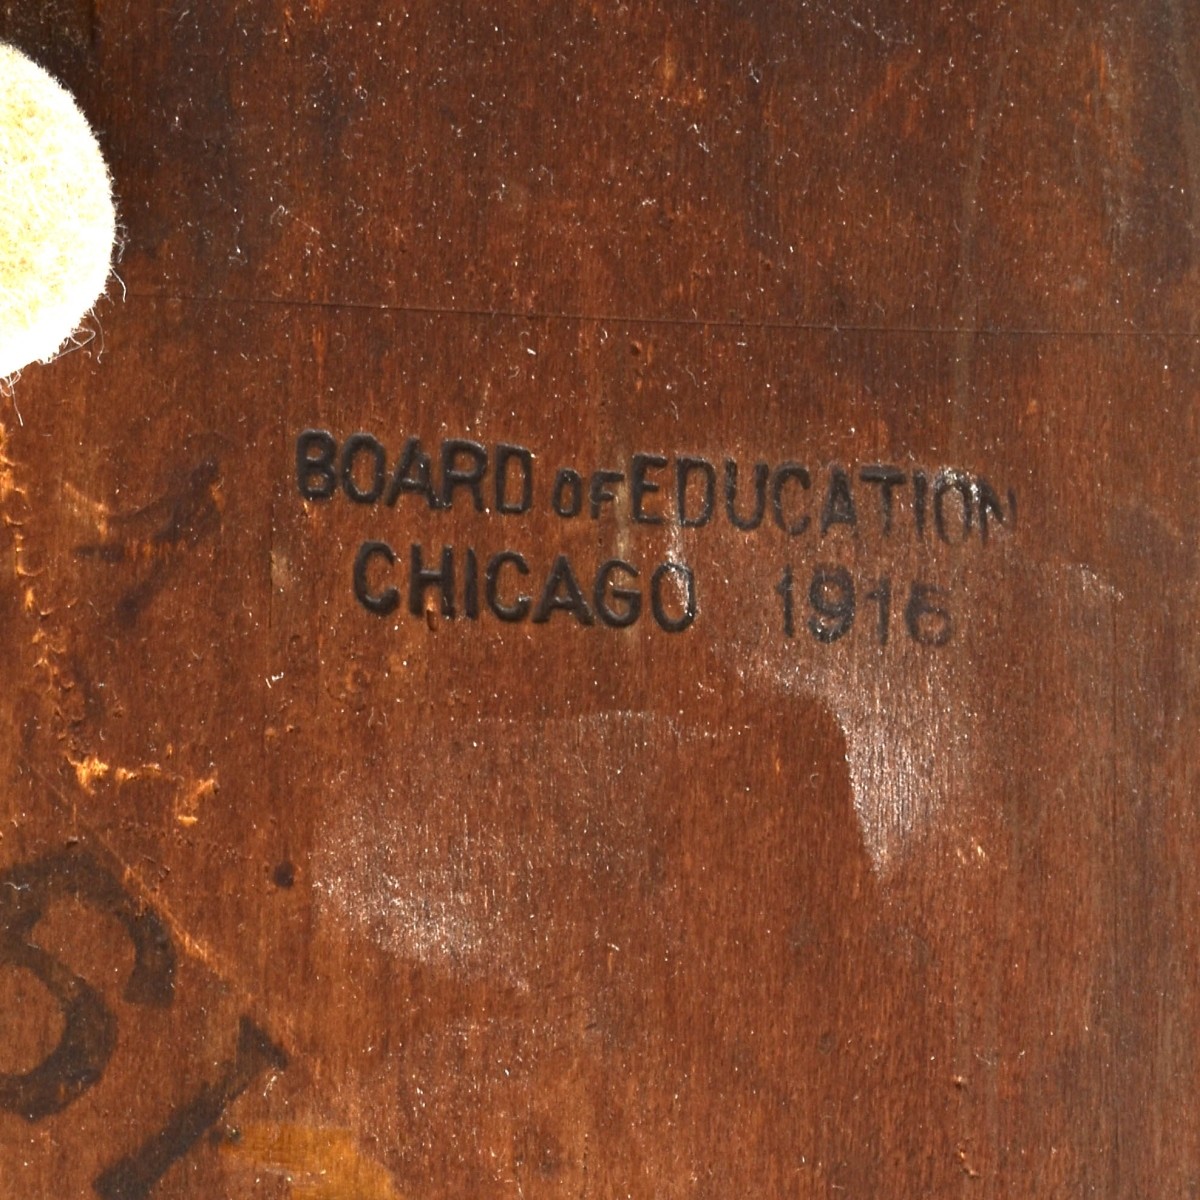 BOARD OF EDUCATION
CHICAGO 1916